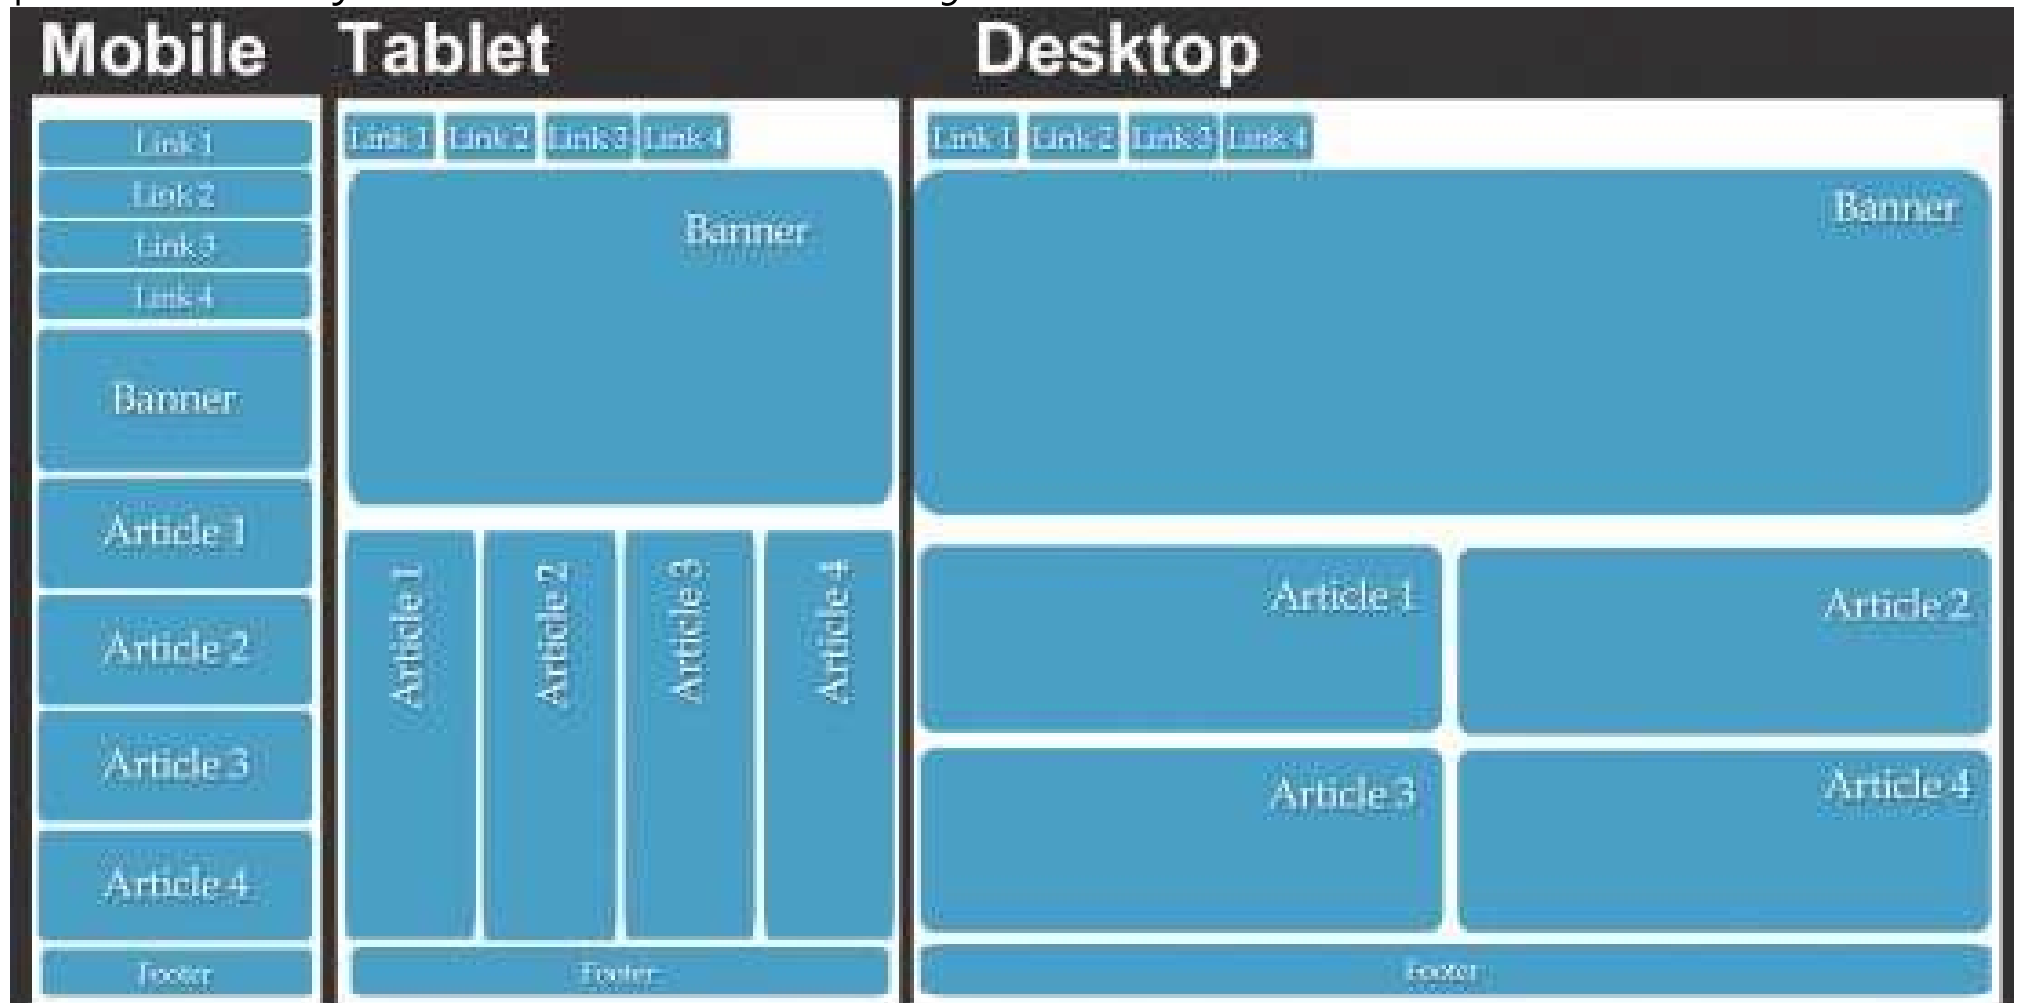 Mobile
Tablet
Desktop
Link 1
Link 2
Link 3
Link 4
Banner
Article 1
Article 2
Article 3
Article 4
Footer
Link 1 Link 2 Link 3 Link 4
Banner
Article 1
Article 2
Article 3
Article 4
Footer
Link 1 Link 2 Link 3 Link 4
Banner
Article 1
Article 2
Article 3
Article 4
Footer